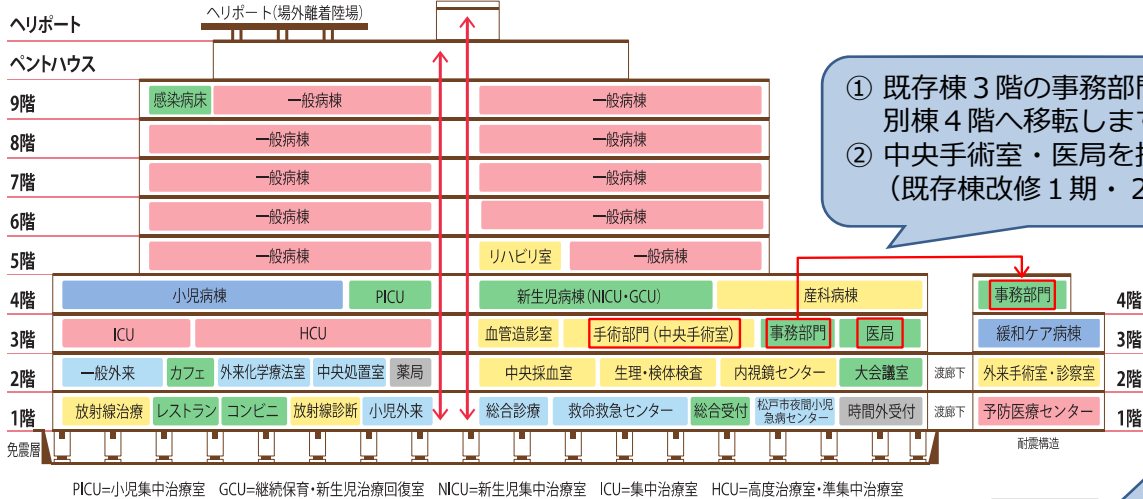 ヘリポート
ヘリポート(場外離着陸場)
ペントハウス
① 既存棟3階の事務部門
別棟4階へ移転します
② 中央手術室・医局を
(既存棟改修1期・2
9階
感染病床
一般病棟
一般病棟
8階
一般病棟
一般病棟
7階
一般病棟
一般病棟
6階
一般病棟
一般病棟
5階
一般病棟
リハビリ室
一般病棟
4階
小児病棟
PICU
新生児病棟(NICU・GCU)
産科病棟
事務部門
4階
3階
ICU
HCU
血管造影室
手術部門(中央手術室)
事務部門
医局
緩和ケア病棟
3階
2階
一般外来
カフェ
外来化学療法室
中央処置室
薬局
中央採血室
生理・検体検査
内視鏡センター
大会議室
渡廊下
外来手術室・診察室
2階
1階
放射線治療
レストラン
コンビニ
放射線診断
小児外来
総合診療
救命救急センター
総合受付
松戸市夜間小児
急病センター
時間外受付
渡廊下
予防医療センター
1階
免震層
耐震構造
PICU=小児集中治療室 GCU=継続保育・新生児治療回復室 NICU=新生児集中治療室 ICU=集中治療室 HCU=高度治療室・準集中治療室